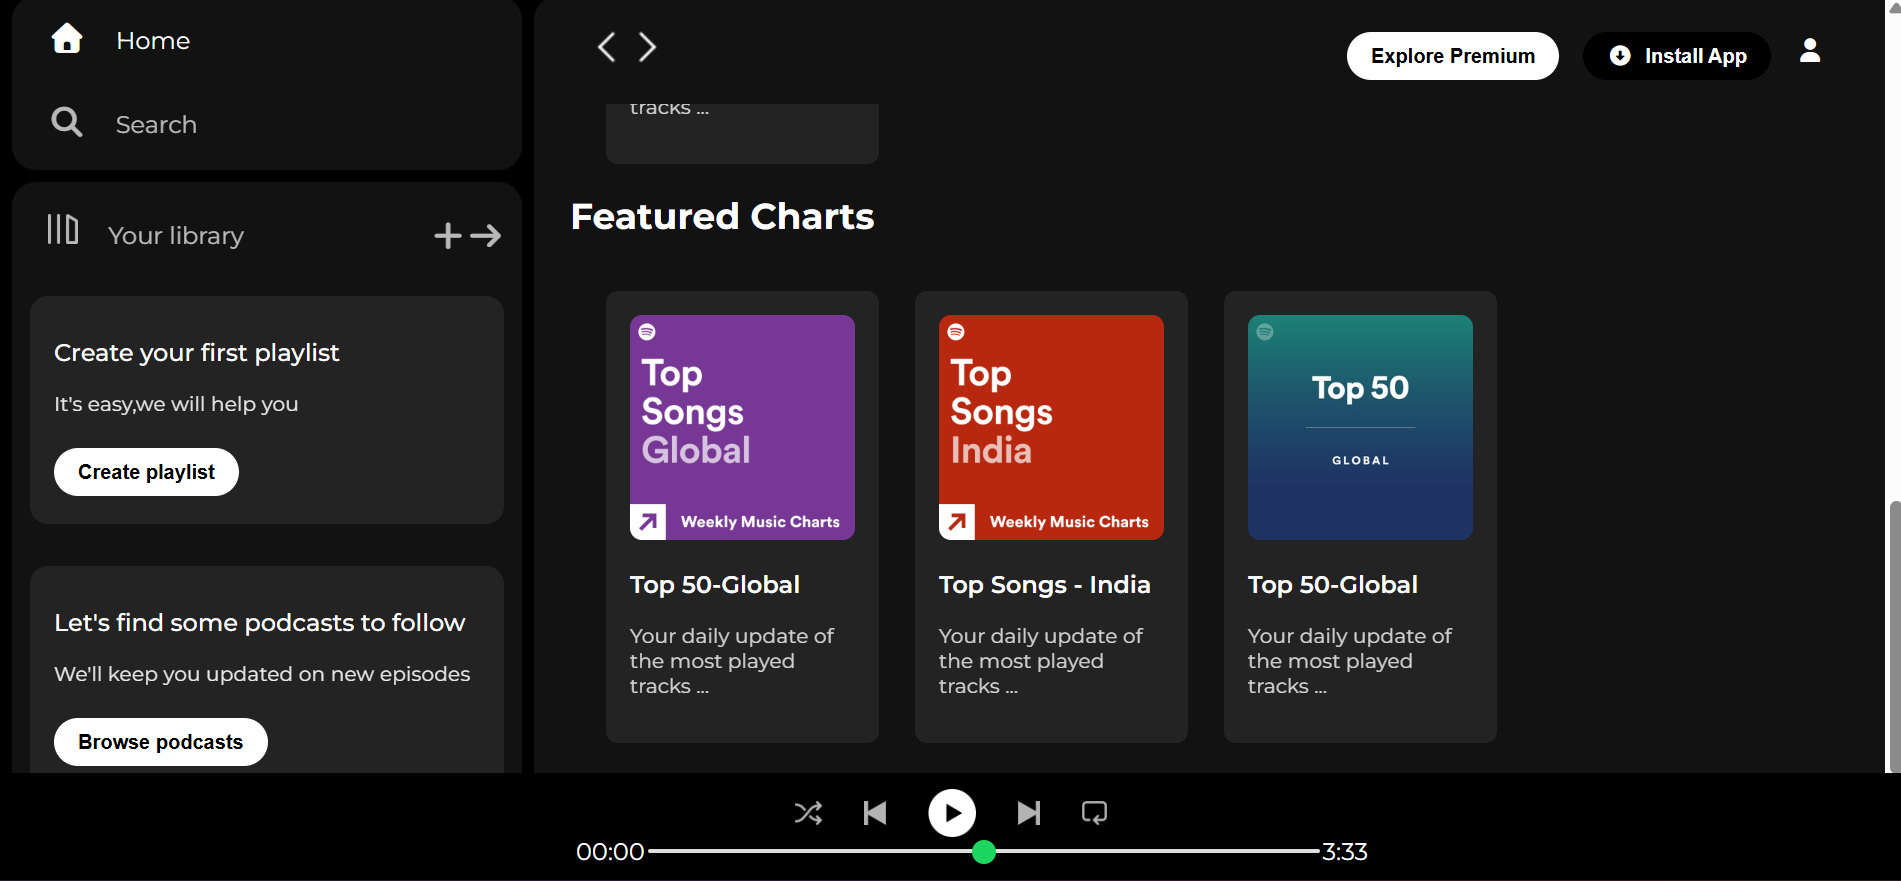 Home
Search
Your library
Create your first playlist
It's easy,we will help you
Create playlist
Let's find some podcasts to follow
We'll keep you updated on new episodes
Browse podcasts
Explore Premium
Install App
tracks ...
Featured Charts
Top
Songs
Global
Weekly Music Charts
Top 50-Global
Your daily update of
the most played
tracks ...
Top
Songs
India
Weekly Music Charts
Top Songs - India
Your daily update of
the most played
tracks ...
Top 50
GLOBAL
Top 50-Global
Your daily update of
the most played
tracks ...
00:00
3:33